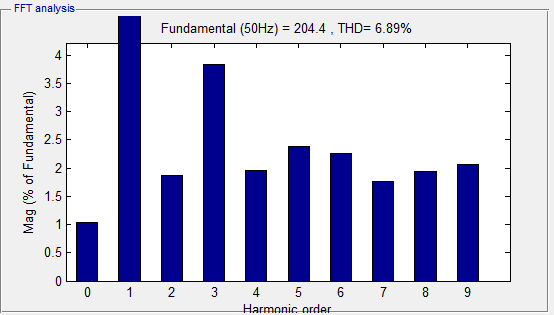 FFT analysis
Fundamental (50Hz) = 204.4 , THD= 6.89%
Mag (% of Fundamental)
4
3.5
3
2.5
2
1.5
1
0.5
0
0 1 2 3 4 5 6 7 8 9
Harmonic order